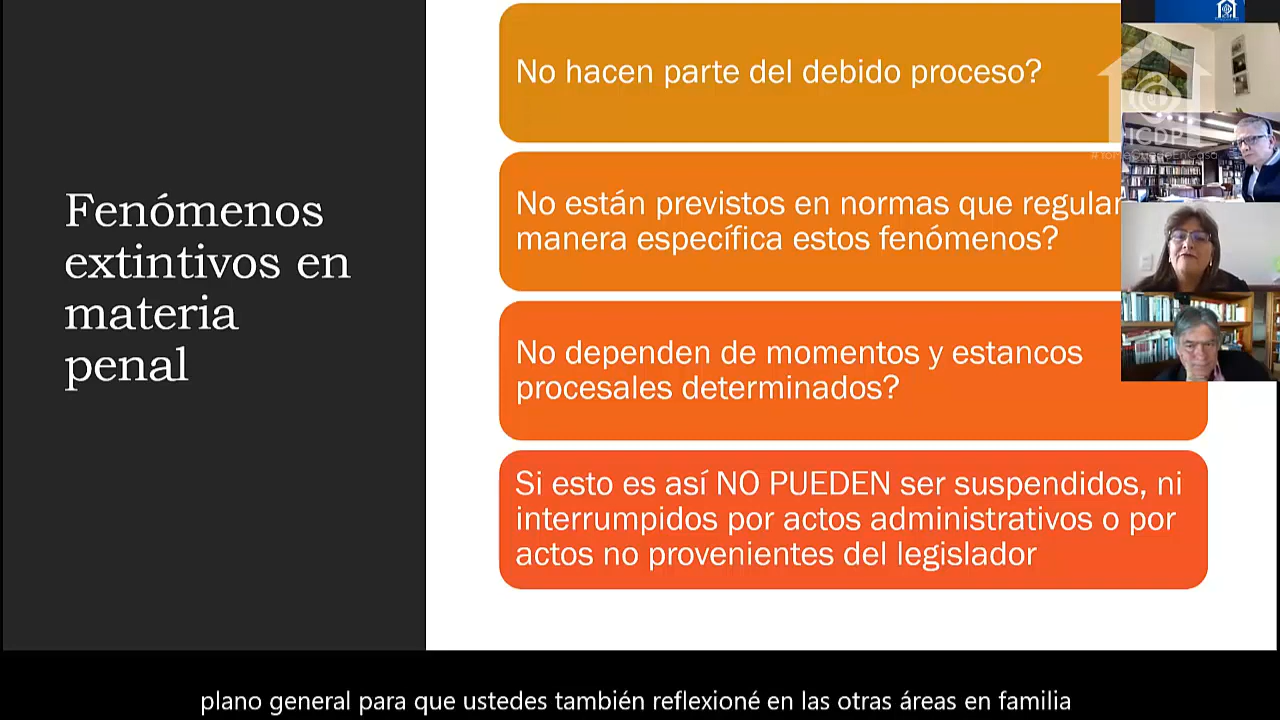 Fenómenos
extintivos en
materia
penal
No hacen parte del debido proceso?
No están previstos en normas que regular
manera específica estos fenómenos?
No dependen de momentos y estancos
procesales determinados?
Si esto es así NO PUEDEN ser suspendidos, ni
interrumpidos por actos administrativos o por
actos no provenientes del legislador
ICDP
#YoMeQuedoEnCasa
plano general para que ustedes también reflexioné en las otras áreas en familia